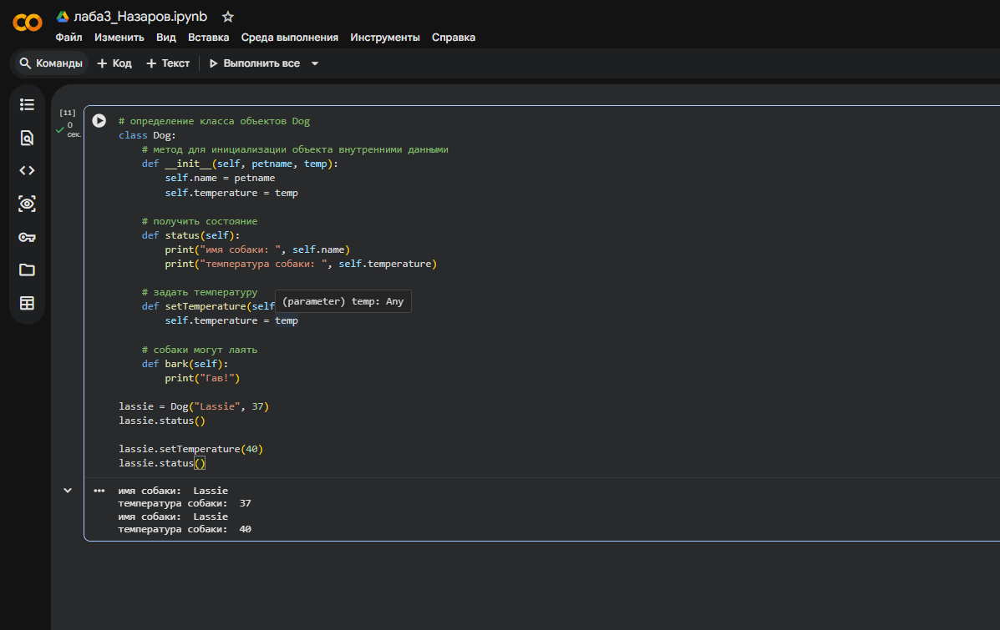 лаба3_Назаров.ipynb
Файл Изменить Вид Вставка Среда выполнения Инструменты Справка
Команды + Код + Текст Выполнить все
[11]
0
сек.
# определение класса объектов Dog
class Dog:
    # метод для инициализации объекта внутренними данными
    def __init__(self, petname, temp):
        self.name = petname
        self.temperature = temp
    # получить состояние
    def status(self):
        print("имя собаки: ", self.name)
        print("температура собаки: ", self.temperature)
    # задать температуру
(parameter) temp: Any
    def setTemperature(self
        self.temperature = temp
    # собаки могут лаять
    def bark(self):
        print("Гав!")
lassie = Dog("Lassie", 37)
lassie.status()
lassie.setTemperature(40)
lassie.status()
имя собаки:  Lassie
температура собаки:  37
имя собаки:  Lassie
температура собаки:  40